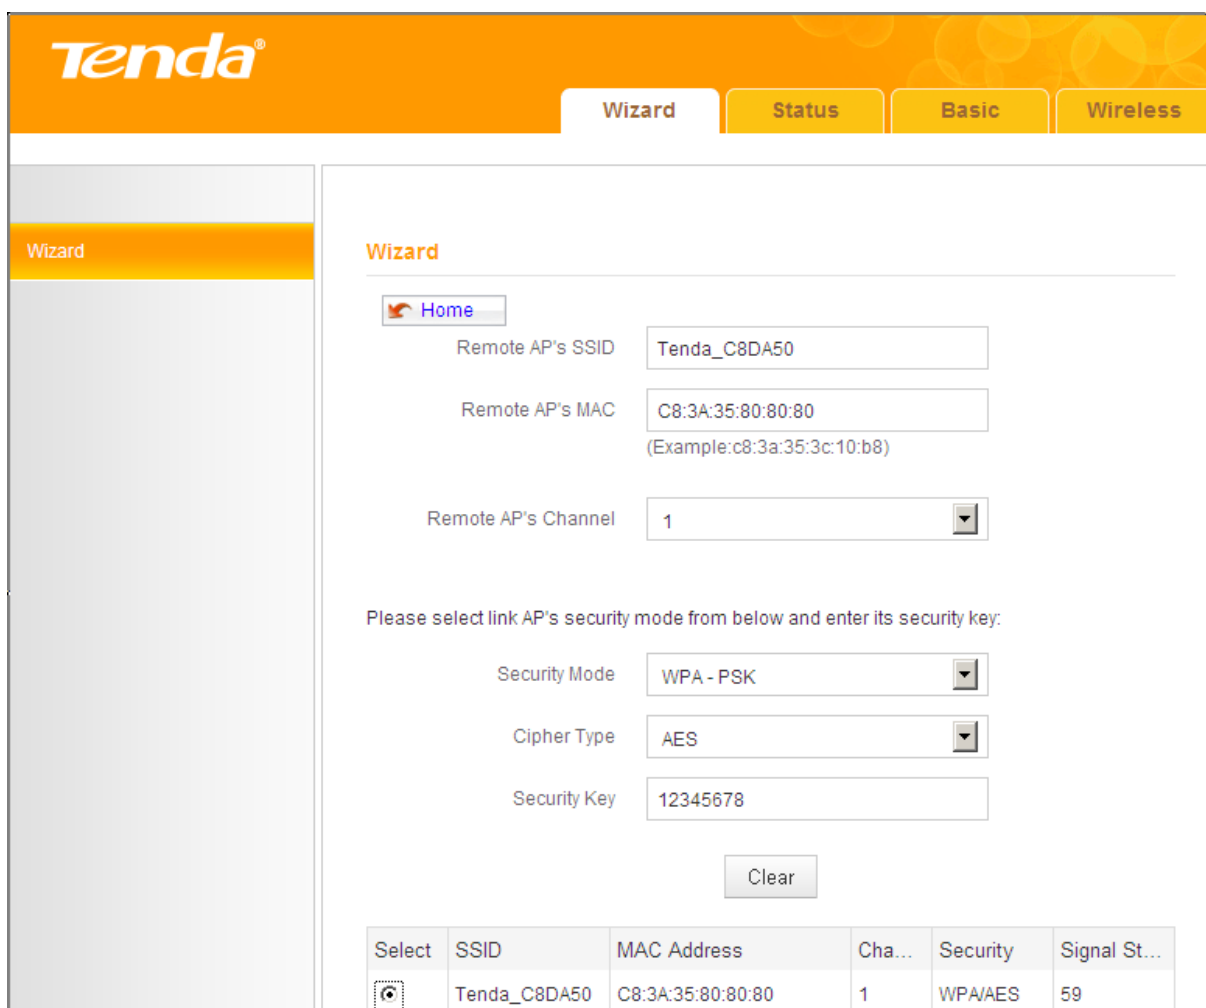 Tenda®
Wizard Status Basic Wireless
Wizard
Wizard
Home
Remote AP's SSID Tenda_C8DA50
Remote AP's MAC C8:3A:35:80:80:80
(Example:c8:3a:35:3c:10:b8)
Remote AP's Channel 1
Please select link AP's security mode from below and enter its security key:
Security Mode WPA - PSK
Cipher Type AES
Security Key 12345678
Clear
Select SSID MAC Address Cha... Security Signal St...
Tenda_C8DA50 C8:3A:35:80:80:80 1 WPA/AES 59